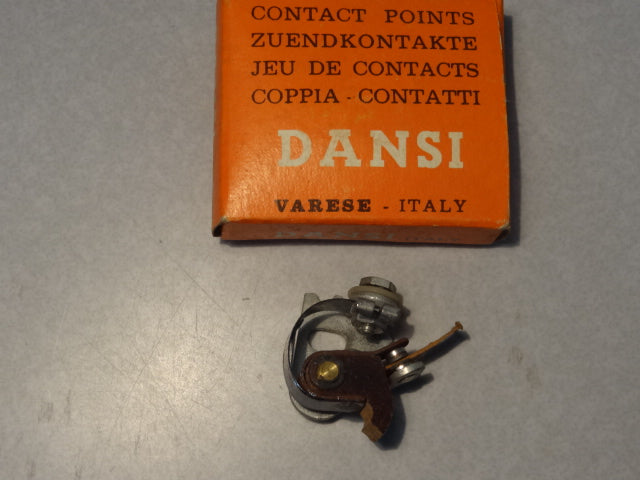 CONTACT POINTS
ZUENDKONTAKTE
JEU DE CONTACTS
COPPIA - CONTATTI
DANSI
VARESE - ITALY